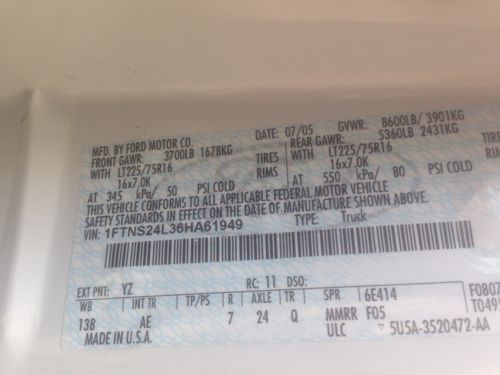 MFD. BY FORD MOTOR CO.
DATE: 07/05 GVWR: 8600LB/ 3901KG
FRONT GAWR: 3700LB 1678KG REAR GAWR: 5360LB 2431KG
WITH LT225/75R16 TIRES WITH LT225/75R16 TIRES
16x7.0K RIMS 16x7.0K RIMS
AT 345 kPa/ 50 PSI COLD AT 550 kPa/ 80 PSI COLD
THIS VEHICLE CONFORMS TO ALL APPLICABLE FEDERAL MOTOR VEHICLE
SAFETY STANDARDS IN EFFECT ON THE DATE OF MANUFACTURE SHOWN ABOVE
VIN: 1FTNS24L36HA61949 TYPE: Truck
EXT PNT: YZ RC: 11 DSO:
WB INT TR TP/PS R AXLE TR SPR 6E414 F0807
138 AE 7 24 Q MMRR F05 T0495
MADE IN U.S.A. ULC 5U5A-3520472-AA